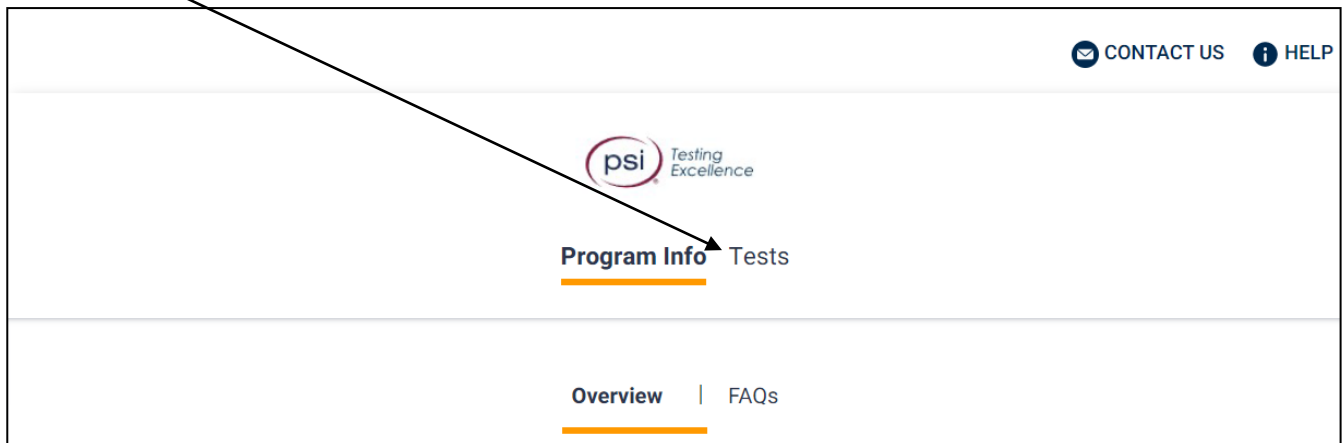 CONTACT US HELP
psi Testing
Excellence
Program Info Tests
Overview | FAQs